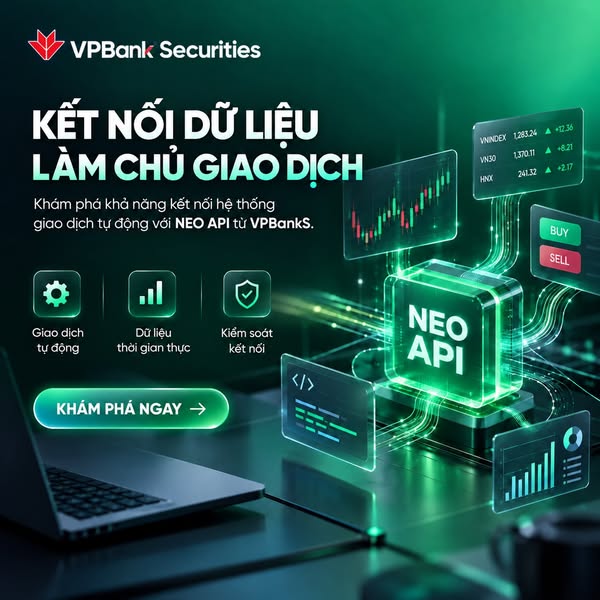 VPBank Securities
KẾT NỐI DỮ LIỆU
LÀM CHỦ GIAO DỊCH
Khám phá khả năng kết nối hệ thống
giao dịch tự động với NEO API từ VPBankS.
Giao dịch
tự động
Dữ liệu
thời gian thực
Kiểm soát
kết nối
KHÁM PHÁ NGAY →
VNINDEX 1,283.24 ▲ +12.36
VN30 1,370.11 ▲ +8.21
HNX 241.32 ▲ +2.17
BUY
SELL
NEO
API
</>